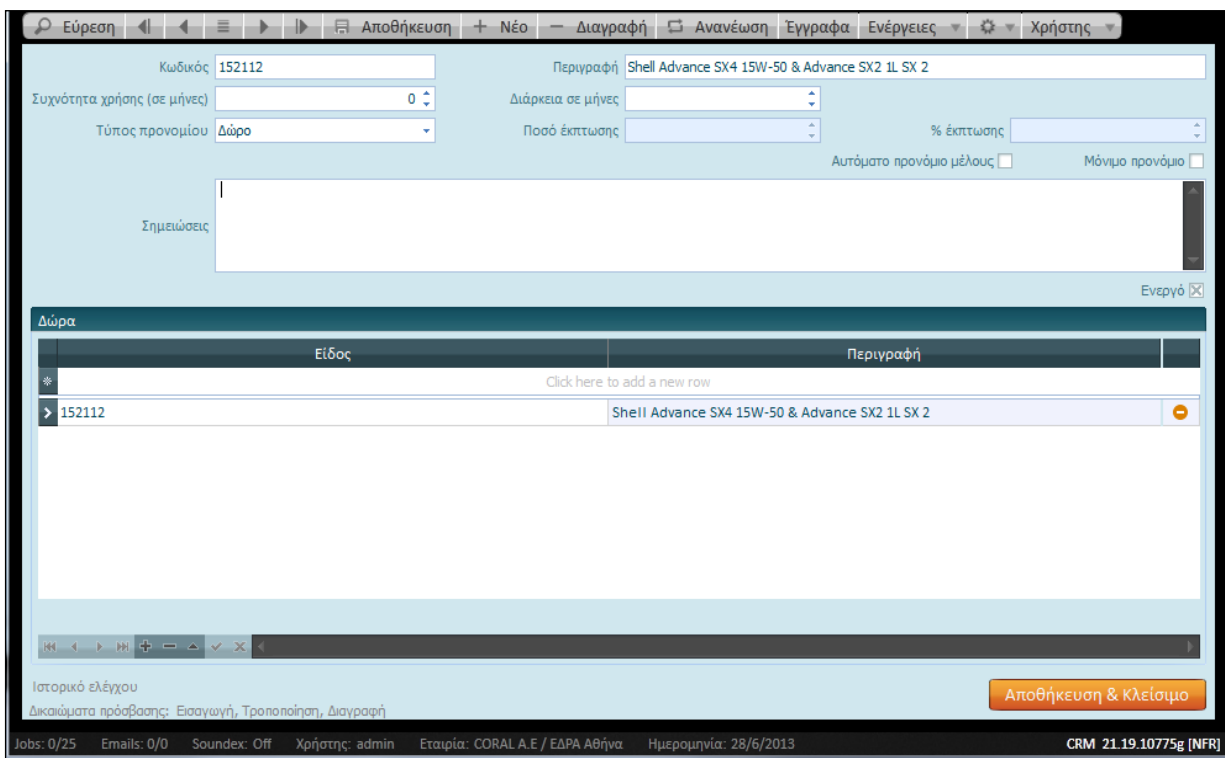 Εύρεση Αποθήκευση Νέο Διαγραφή Ανανέωση Έγγραφα Ενέργειες Χρήστης
Κωδικός 152112 Περιγραφή Shell Advance SX4 15W-50 & Advance SX2 1L SX 2
Συχνότητα χρήσης (σε μήνες) 0 Διάρκεια σε μήνες
Τύπος προνομίου Δώρο Ποσό έκπτωσης % έκπτωσης
Αυτόματο προνόμιο μέλους Μόνιμο προνόμιο
Σημειώσεις
Ενεργό
Δώρα
Είδος Περιγραφή
Click here to add a new row
152112 Shell Advance SX4 15W-50 & Advance SX2 1L SX 2
Ιστορικό ελέγχου
Αποθήκευση & Κλείσιμο
Δικαιώματα πρόσβασης: Εισαγωγή, Τροποποίηση, Διαγραφή
Jobs: 0/25 Emails: 0/0 Soundex: Off Χρήστης: admin Εταιρία: CORAL A.E / ΕΔΡΑ Αθήνα Ημερομηνία: 28/6/2013 CRM 21.19.10775g [NFR]